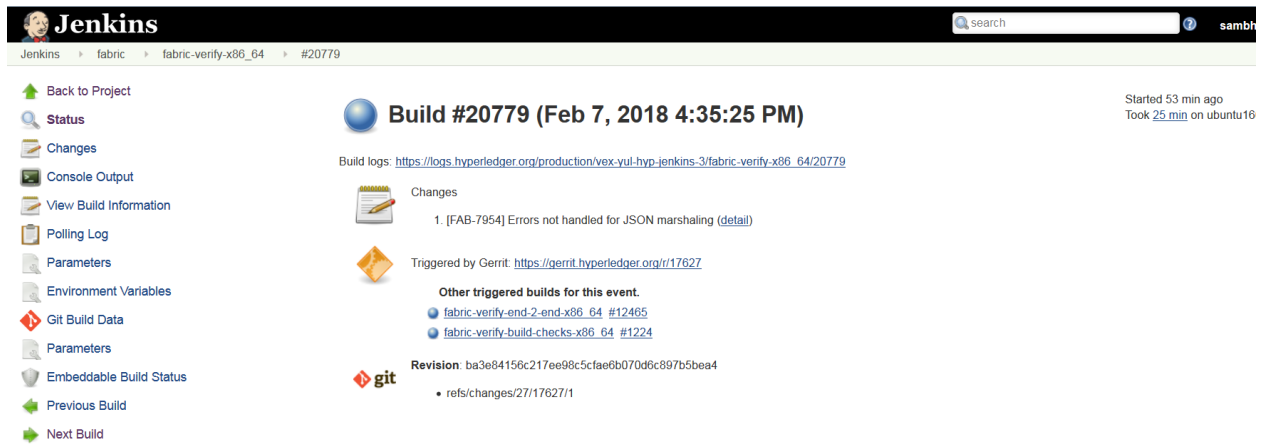 Jenkins
search
sambh
Jenkins fabric fabric-verify-x86_64 #20779
Back to Project
Status
Changes
Console Output
View Build Information
Polling Log
Parameters
Environment Variables
Git Build Data
Parameters
Embeddable Build Status
Previous Build
Next Build
Build #20779 (Feb 7, 2018 4:35:25 PM)
Started 53 min ago
Took 25 min on ubuntu16
Build logs: https://logs.hyperledger.org/production/vex-yul-hyp-jenkins-3/fabric-verify-x86_64/20779
Changes
1. [FAB-7954] Errors not handled for JSON marshaling (detail)
Triggered by Gerrit: https://gerrit.hyperledger.org/r/17627
Other triggered builds for this event.
fabric-verify-end-2-end-x86_64 #12465
fabric-verify-build-checks-x86_64 #1224
Revision: ba3e84156c217ee98c5cfae6b070d6c897b5bea4
git
refs/changes/27/17627/1